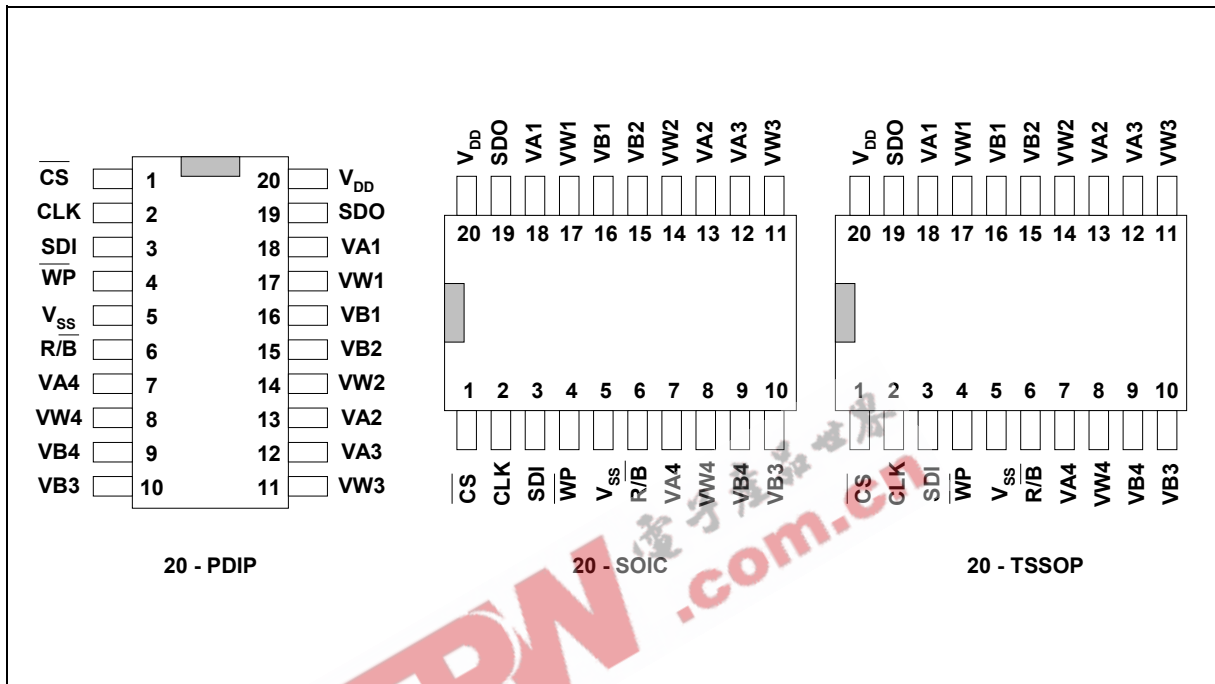 CS 1 20 VDD
CLK 2 19 SDO
SDI 3 18 VA1
WP 4 17 VW1
VSS 5 16 VB1
R/B 6 15 VB2
VA4 7 14 VW2
VW4 8 13 VA2
VB4 9 12 VA3
VB3 10 11 VW3
20 - PDIP
VDD SDO VA1 VW1 VB1 VB2 VW2 VA2 VA3 VW3
20 19 18 17 16 15 14 13 12 11
1 2 3 4 5 6 7 8 9 10
CS CLK SDI WP VSS R/B VA4 VW4 VB4 VB3
20 - SOIC
VDD SDO VA1 VW1 VB1 VB2 VW2 VA2 VA3 VW3
20 19 18 17 16 15 14 13 12 11
1 2 3 4 5 6 7 8 9 10
CS CLK SDI WP VSS R/B VA4 VW4 VB4 VB3
20 - TSSOP
電子產品世界
.com.cn